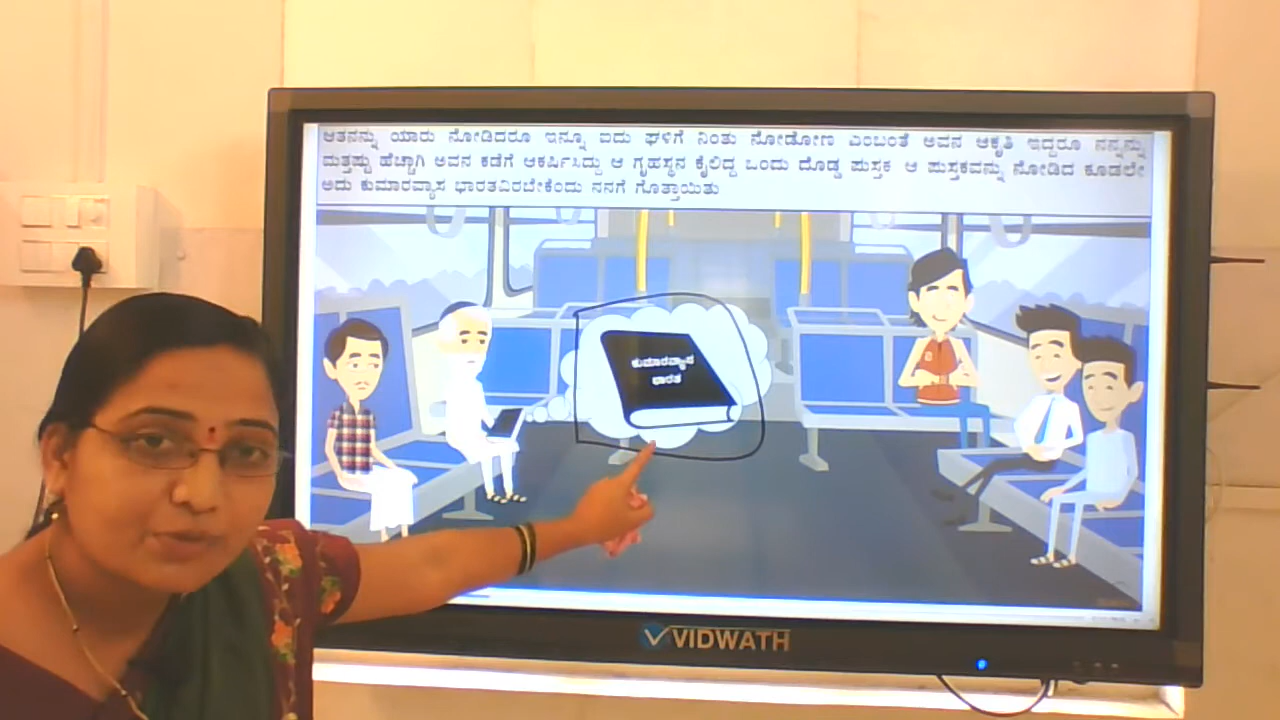 ಆತನನ್ನು ಯಾರು ನೋಡಿದರೂ ಇನ್ನೂ ಐದು ಘಳಿಗೆ ನಿಂತು ನೋಡೋಣ ಎಂಬಂತೆ ಅವನ ಆಕೃತಿ ಇದ್ದರೂ ನನ್ನನ್ನು
ಮತ್ತಷ್ಟು ಹೆಚ್ಚಾಗಿ ಅವನ ಕಡೆಗೆ ಆಕರ್ಷಿಸಿದ್ದು ಆ ಗೃಹಸ್ಥನ ಕೈಲಿದ್ದ ಒಂದು ದೊಡ್ಡ ಪುಸ್ತಕ ಆ ಪುಸ್ತಕವನ್ನು ನೋಡಿದ ಕೂಡಲೇ
ಅದು ಕುಮಾರವ್ಯಾಸ ಭಾರತವಿರಬೇಕೆಂದು ನನಗೆ ಗೊತ್ತಾಯಿತು
ಕುಮಾರವ್ಯಾಸ
ಭಾರತ
VIDWATH